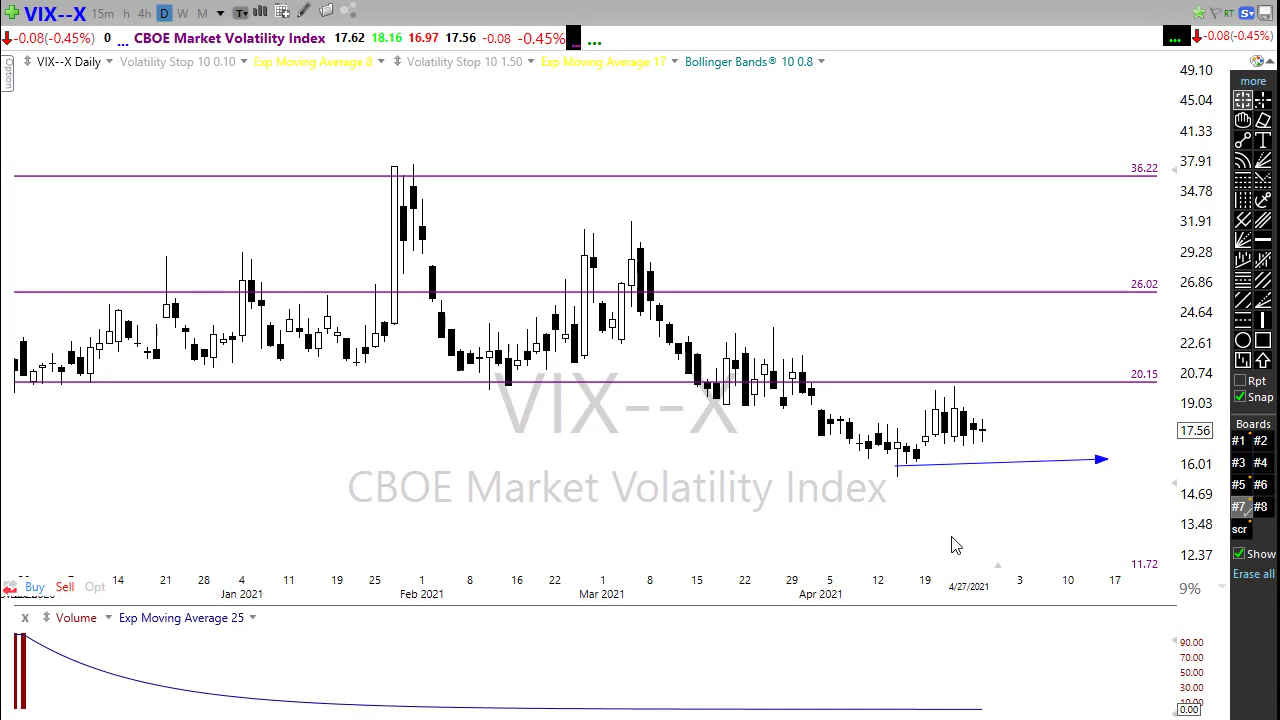 VIX--X 15m h 4h D W M T▾ RT S▾
-0.08(-0.45%) 0 ... CBOE Market Volatility Index 17.62 18.16 16.97 17.56 -0.08 -0.45% ... ... ... -0.08(-0.45%)
Option
VIX--X Daily Volatility Stop 10 0.10 Exp Moving Average 8 Volatility Stop 10 1.50 Exp Moving Average 17 Bollinger Bands® 10 0.8
49.10
45.04
41.33
37.91
34.78
31.91
29.28
26.86
24.64
22.61
20.74
19.03
17.56
16.01
14.69
13.48
12.37
36.22
26.02
20.15
11.72
VIX--X
CBOE Market Volatility Index
more
T
Rpt
Snap
Boards
#1 #2
#3 #4
#5 #6
#7 #8
scr
Show
Erase all
14 21 28 4 11 19 25 1 8 16 22 1 8 15 22 29 5 12 19 4/27/2021 3 10 17
Jan 2021 Feb 2021 Mar 2021 Apr 2021
Buy Sell Opt
9%
x Volume Exp Moving Average 25
90.00
70.00
50.00
30.00
10.00
0.00